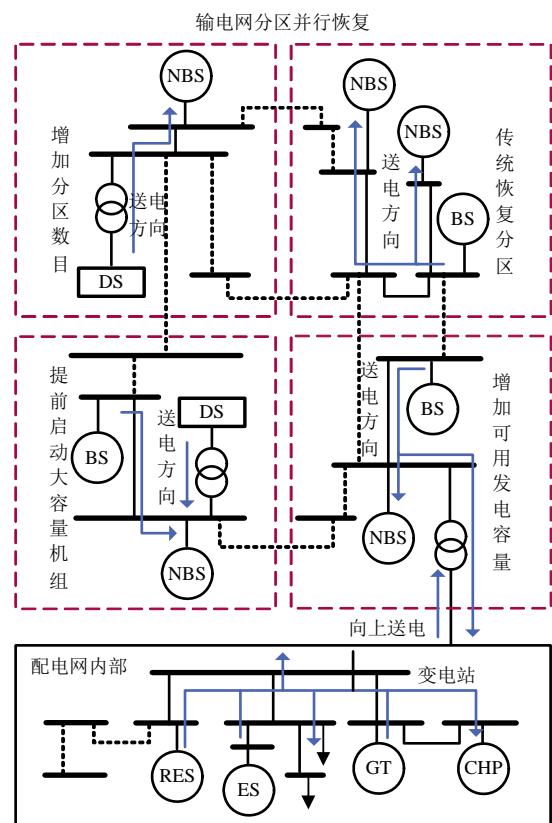 输电网分区并行恢复
NBS
增加分区数目
送电
方向
DS
NBS
NBS
送电方向
BS
传统恢复分区
提前启动大容量机组
BS
送电方向
DS
NBS
送电方向
BS
NBS
增加可用发电容量
向上送电
配电网内部
变电站
RES
ES
GT
CHP